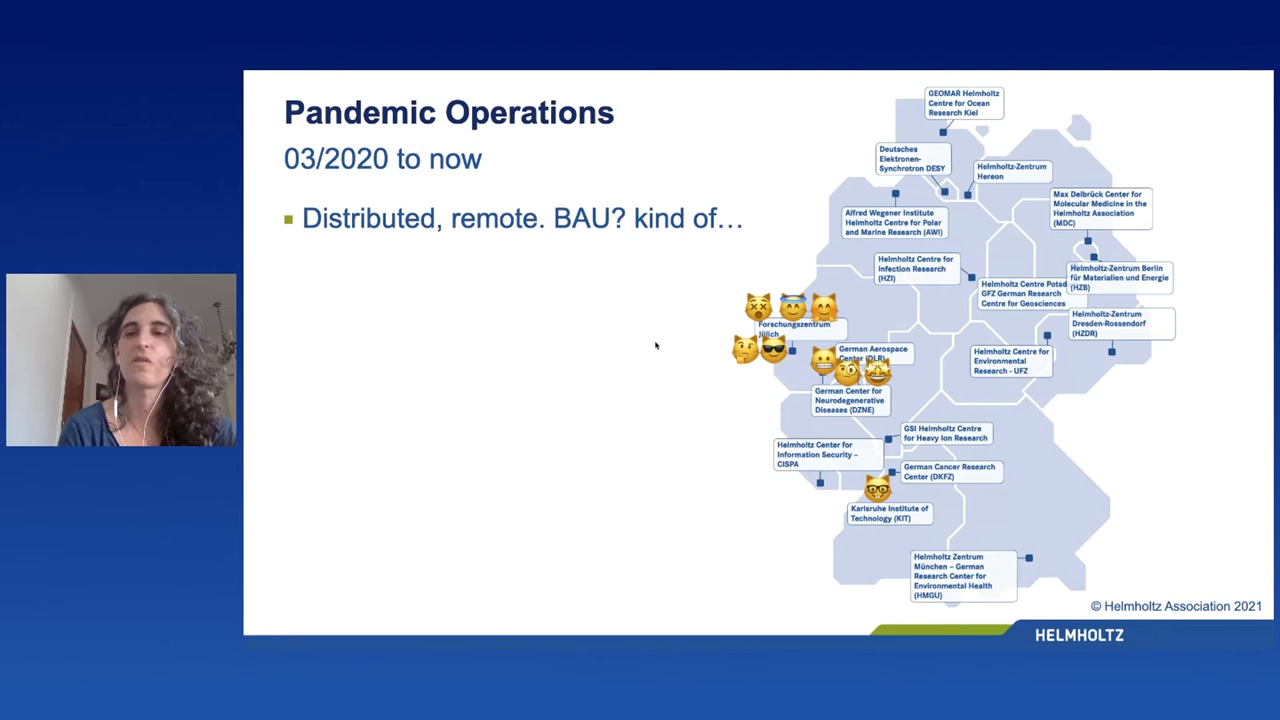 Pandemic Operations
03/2020 to now
Distributed, remote. BAU? kind of…
GEOMAR Helmholtz
Centre for Ocean
Research Kiel
Deutsches
Elektronen-
Synchrotron DESY
Helmholtz-Zentrum
Hereon
Max Delbrück Center for
Molecular Medicine in the
Helmholtz Association
(MDC)
Alfred Wegener Institute
Helmholtz Centre for Polar
and Marine Research (AWI)
Helmholtz Centre for
Infection Research
(HZI)
Helmholtz Centre Potsd
GFZ German Research
Centre for Geosciences
Helmholtz-Zentrum Berlin
für Materialien und Energie
(HZB)
Forschungszentrum
Jülich
Helmholtz-Zentrum
Dresden-Rossendorf
(HZDR)
German Aerospace
Center (DLR)
Helmholtz Centre for
Environmental
Research - UFZ
German Center for
Neurodegenerative
Diseases (DZNE)
GSI Helmholtz Centre
for Heavy Ion Research
Helmholtz Center for
Information Security –
CISPA
German Cancer Research
Center (DKFZ)
Karlsruhe Institute of
Technology (KIT)
Helmholtz Zentrum
München – German
Research Center for
Environmental Health
(HMGU)
© Helmholtz Association 2021
HELMHOLTZ